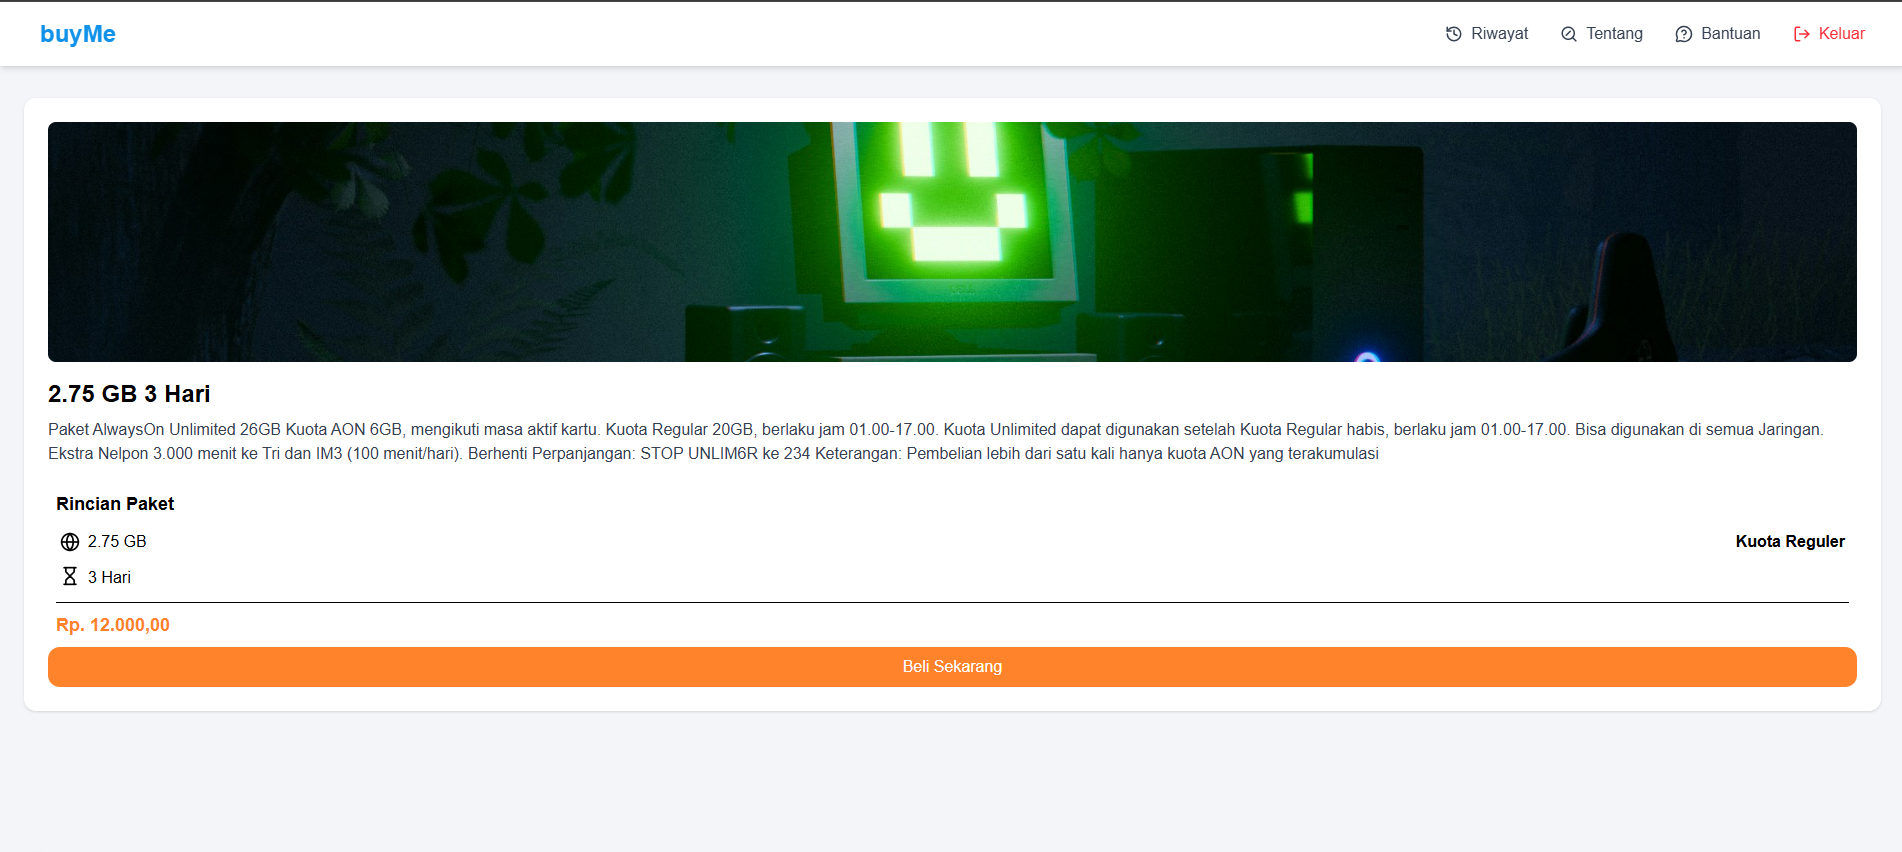 buyMe
Riwayat
Tentang
Bantuan
Keluar
2.75 GB 3 Hari
Paket AlwaysOn Unlimited 26GB Kuota AON 6GB, mengikuti masa aktif kartu. Kuota Regular 20GB, berlaku jam 01.00-17.00. Kuota Unlimited dapat digunakan setelah Kuota Regular habis, berlaku jam 01.00-17.00. Bisa digunakan di semua Jaringan.
Ekstra Nelpon 3.000 menit ke Tri dan IM3 (100 menit/hari). Berhenti Perpanjangan: STOP UNLIM6R ke 234 Keterangan: Pembelian lebih dari satu kali hanya kuota AON yang terakumulasi
Rincian Paket
2.75 GB
Kuota Reguler
3 Hari
Rp. 12.000,00
Beli Sekarang